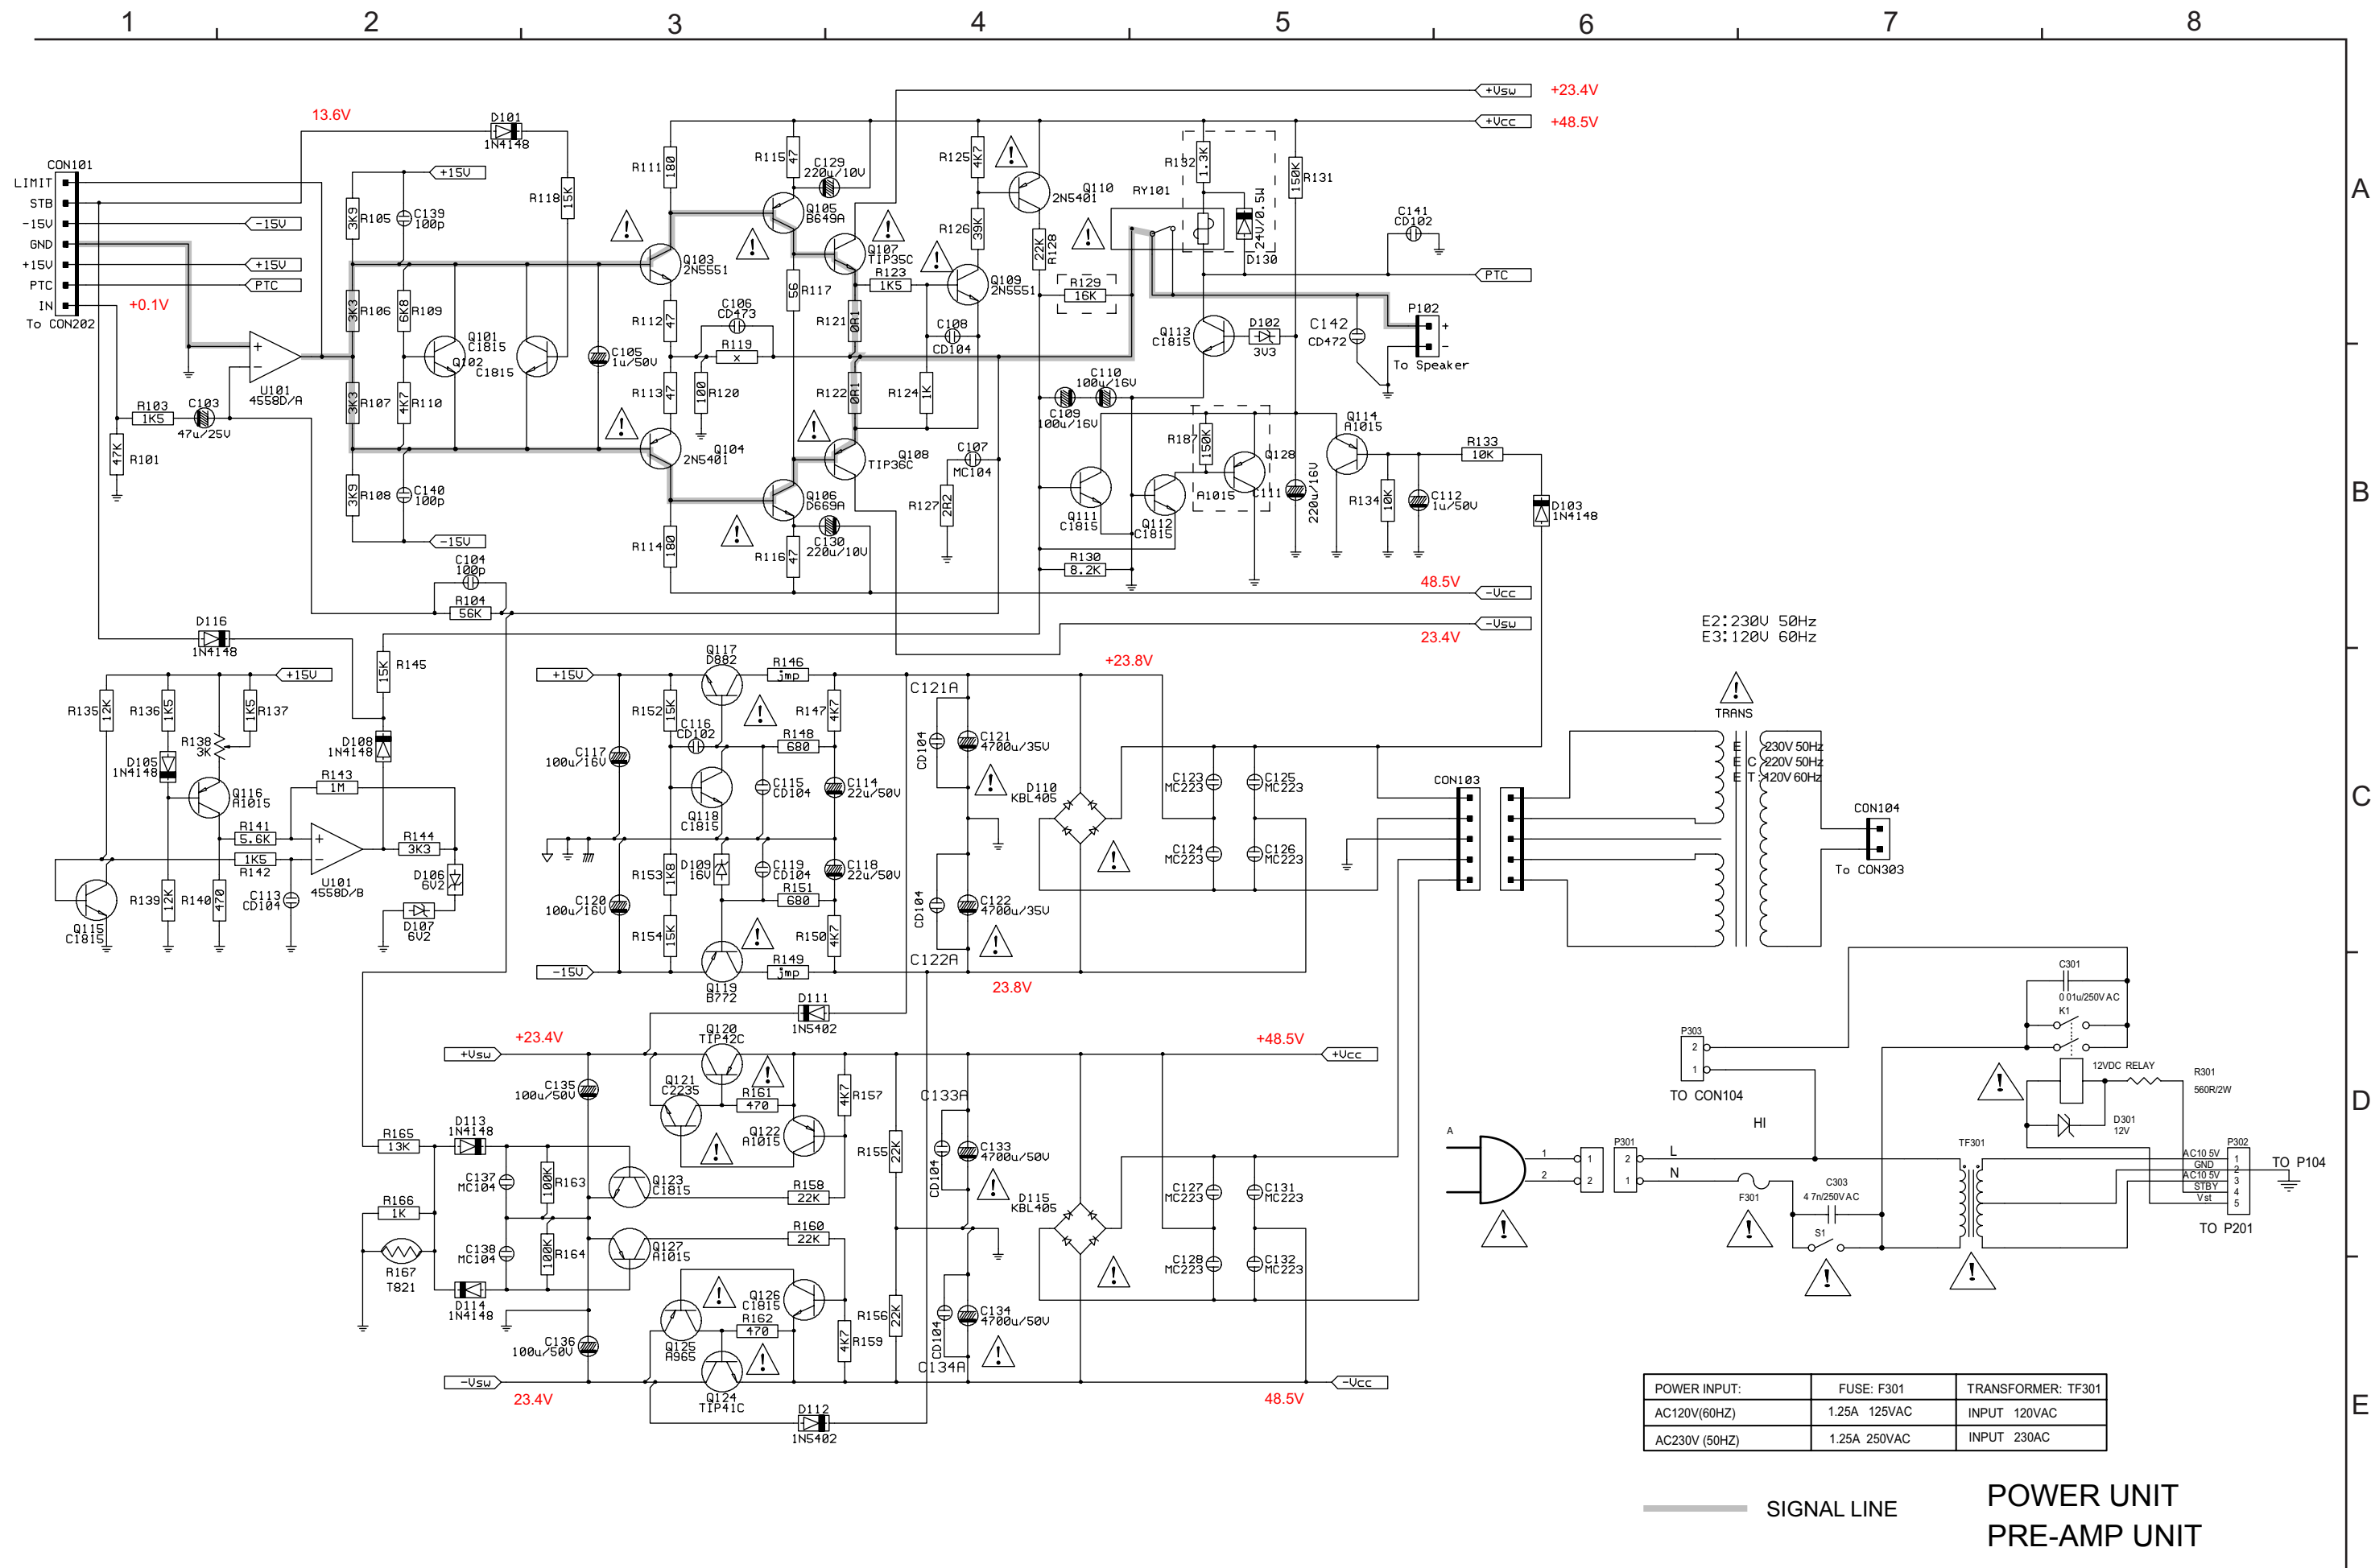 1 2 3 4 5 6 7 8
A
B
C
D
E
+Vsw +23.4V
+Vcc +48.5V
13.6V
D101
1N4148
CON101
LIMIT
STB
-15V
GND
+15V
PTC
IN
To CON202
+0.1V
-15V
+15V
PTC
+15V
3K9 R105
C139
100p
R118 15K
3K3 R106
6K8 R109
Q101
C1815
Q102
C1815
C105
1u/50V
U101
4558D/A
R103
1K5
C103
47u/25V
47K R101
3K3 R107
4K7 R110
3K9 R108
C140
100p
-15V
C104
100p
R104
56K
R111 180
Q103
2N5551
R112 47
C106
CD473
R119
x
R113 47
100 R120
Q104
2N5401
R114 180
R115 47
C129
220u/10V
Q105
B649A
56 R117
Q107
TIP35C
R121 0R1
R122 0R1
Q108
TIP36C
Q106
D669A
C130
220u/10V
R116 47
R123
1K5
R125 4K7
R126 39K
Q109
2N5551
C108
CD104
R124 1K
C107
MC104
R127 2R2
Q110
2N5401
22K R128
R129
16K
RY101
R132 1.3K
24V/0.5W
D130
150K R131
C141
CD102
PTC
P102
+
-
To Speaker
C142
CD472
Q113
C1815
D102
3V3
C110
100u/16V
C109
100u/16V
R187 150K
Q128
A1015
C111
220u/16V
Q114
A1015
R133
10K
R134 10K
C112
1u/50V
D103
1N4148
Q111
C1815
Q112
C1815
R130
8.2K
48.5V
-Vcc
23.4V
-Vsw
D116
1N4148
15K R145
+15V
R135 12K
R136 1K5
1K5 R137
R138
3K
D105
1N4148
D108
1N4148
Q116
A1015
R143
1M
R141
5.6K
1K5
R142
U101
4558D/B
R144
3K3
D106
6V2
D107
6V2
C113
CD104
R139 12K
R140 470
Q115
C1815
+15V
Q117
D882
R146
jmp
+23.8V
R152 15K
C116
CD102
R147 4K7
R148
680
C117
100u/16V
C115
CD104
C114
22u/50V
Q118
C1815
R153 1K8
D109
16V
C119
CD104
C118
22u/50V
C120
100u/16V
R151
680
R154 15K
R150 4K7
-15V
Q119
B772
R149
jmp
C121A
CD104
C121
4700u/35V
CD104
C122
4700u/35V
C122A
23.8V
D110
KBL405
C123
MC223
C125
MC223
C124
MC223
C126
MC223
CON103
E2:230V 50Hz
E3:120V 60Hz
TRANS
E 230V 50Hz
E C 220V 50Hz
E T: 120V 60Hz
CON104
To CON303
D111
1N5402
+23.4V
+Vsw
Q120
TIP42C
+48.5V
+Vcc
C135
100u/50V
Q121
C2235
R161
470
4K7 R157
Q122
A1015
R155 22K
C133A
CD104
C133
4700u/50V
R165
13K
D113
1N4148
C137
MC104
100K R163
Q123
C1815
R158
22K
R166
1K
R160
22K
R167
T821
C138
MC104
100K R164
Q127
A1015
D114
1N4148
C136
100u/50V
Q126
C1815
R162
470
Q125
A965
4K7 R159
R156 22K
CD104
C134
4700u/50V
C134A
-Vsw
23.4V
Q124
TIP41C
D112
1N5402
48.5V
-Vcc
D115
KBL405
C127
MC223
C131
MC223
C128
MC223
C132
MC223
A
1
2
1
2
P301
2
1
L
N
F301
C303
4 7n/250V AC
S1
HI
P303
2
1
TO CON104
C301
0 01u/250V AC
K1
12VDC RELAY
R301
560R/2W
D301
12V
TF301
P302
AC10 5V 1
GND 2
AC10 5V 3
STBY 4
Vst 5
TO P104
TO P201
POWER INPUT: FUSE: F301 TRANSFORMER: TF301
AC120V(60HZ) 1.25A 125VAC INPUT 120VAC
AC230V (50HZ) 1.25A 250VAC INPUT 230AC
SIGNAL LINE
POWER UNIT
PRE-AMP UNIT